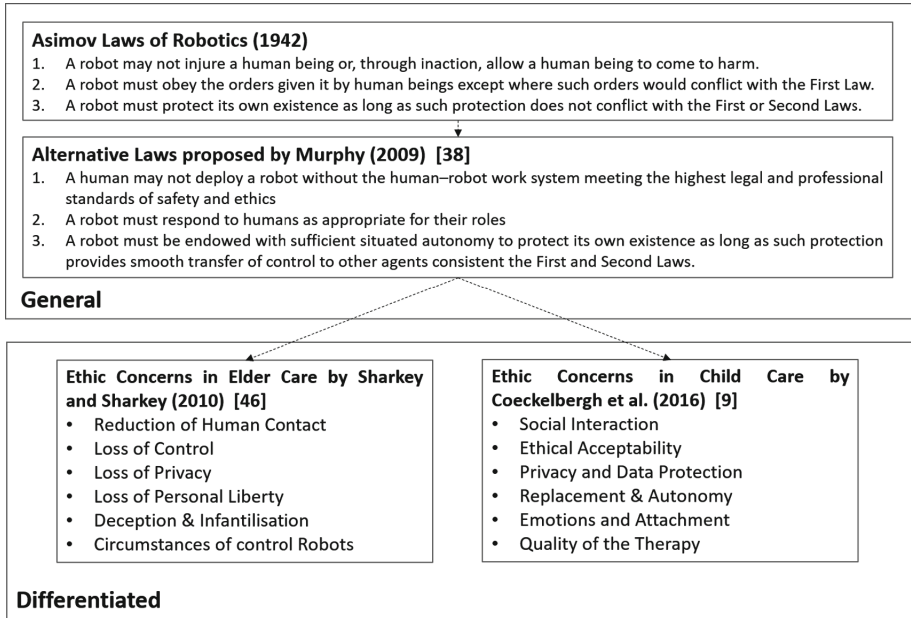 Asimov Laws of Robotics (1942)
1. A robot may not injure a human being or, through inaction, allow a human being to come to harm.
2. A robot must obey the orders given it by human beings except where such orders would conflict with the First Law.
3. A robot must protect its own existence as long as such protection does not conflict with the First or Second Laws.
Alternative Laws proposed by Murphy (2009) [38]
1. A human may not deploy a robot without the human–robot work system meeting the highest legal and professional
standards of safety and ethics
2. A robot must respond to humans as appropriate for their roles
3. A robot must be endowed with sufficient situated autonomy to protect its own existence as long as such protection
provides smooth transfer of control to other agents consistent the First and Second Laws.
General
Ethic Concerns in Elder Care by Sharkey
and Sharkey (2010) [46]
• Reduction of Human Contact
• Loss of Control
• Loss of Privacy
• Loss of Personal Liberty
• Deception & Infantilisation
• Circumstances of control Robots
Ethic Concerns in Child Care by
Coeckelbergh et al. (2016) [9]
• Social Interaction
• Ethical Acceptability
• Privacy and Data Protection
• Replacement & Autonomy
• Emotions and Attachment
• Quality of the Therapy
Differentiated